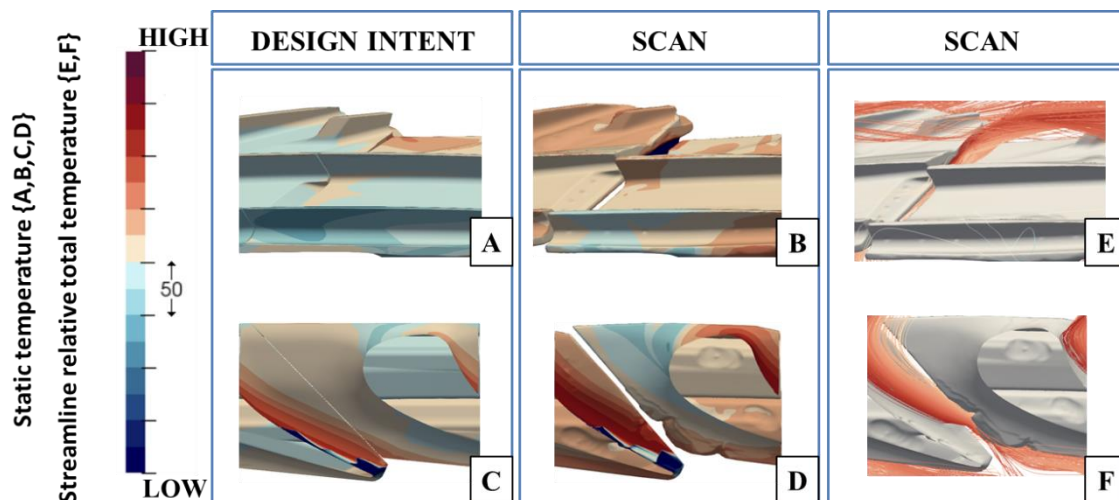 HIGH
DESIGN INTENT
SCAN
SCAN
Static temperature {A,B,C,D}
Streamline relative total temperature {E,F}
50
A
B
E
C
D
F
LOW